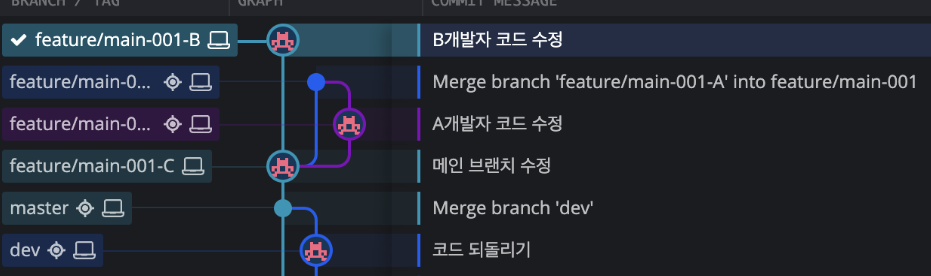 BRANCH / TAG GRAPH COMMIT MESSAGE
feature/main-001-B B개발자 코드 수정
feature/main-0... Merge branch 'feature/main-001-A' into feature/main-001
feature/main-0... A개발자 코드 수정
feature/main-001-C 메인 브랜치 수정
master Merge branch 'dev'
dev 코드 되돌리기